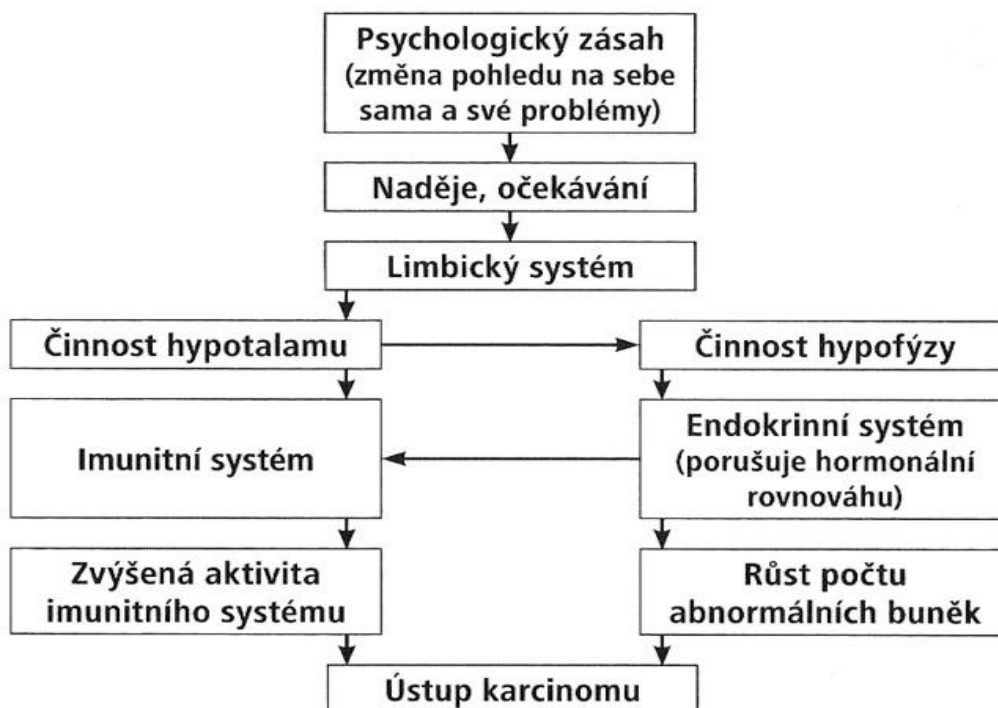 Psychologický zásah
(změna pohledu na sebe
sama a své problémy)
Naděje, očekávání
Limbický systém
Činnost hypotalamu
Činnost hypofýzy
Imunitní systém
Endokrinní systém
(porušuje hormonální
rovnováhu)
Zvýšená aktivita
imunitního systému
Růst počtu
abnormálních buněk
Ústup karcinomu